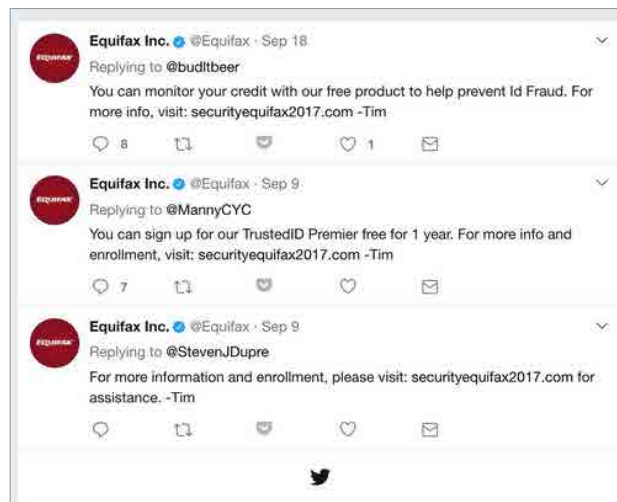 EQUIFAX
Equifax Inc. @Equifax · Sep 18
Replying to @budltbeer
You can monitor your credit with our free product to help prevent Id Fraud. For
more info, visit: securityequifax2017.com -Tim
8 1
EQUIFAX
Equifax Inc. @Equifax · Sep 9
Replying to @MannyCYC
You can sign up for our TrustedID Premier free for 1 year. For more info and
enrollment, visit: securityequifax2017.com -Tim
7
EQUIFAX
Equifax Inc. @Equifax · Sep 9
Replying to @StevenJDupre
For more information and enrollment, please visit: securityequifax2017.com for
assistance. -Tim